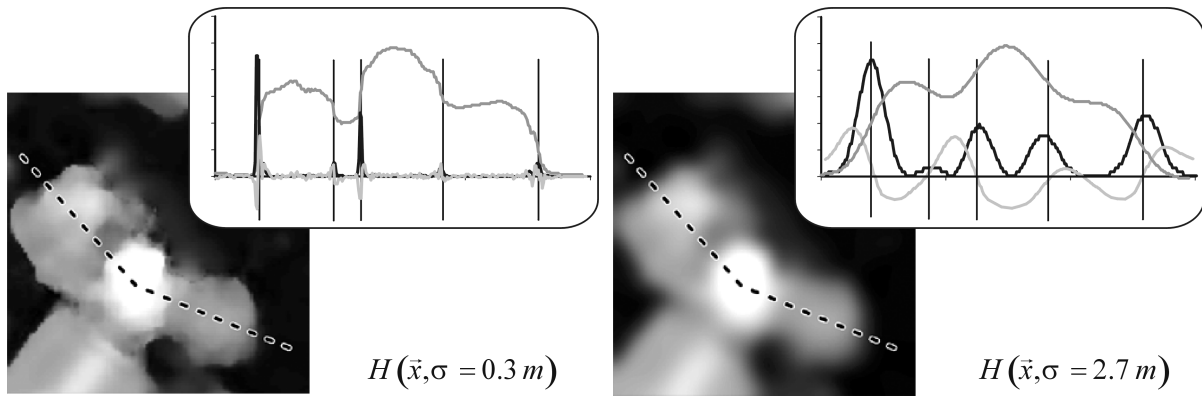 H(x⃗,σ = 0.3 m)
H(x⃗,σ = 2.7 m)